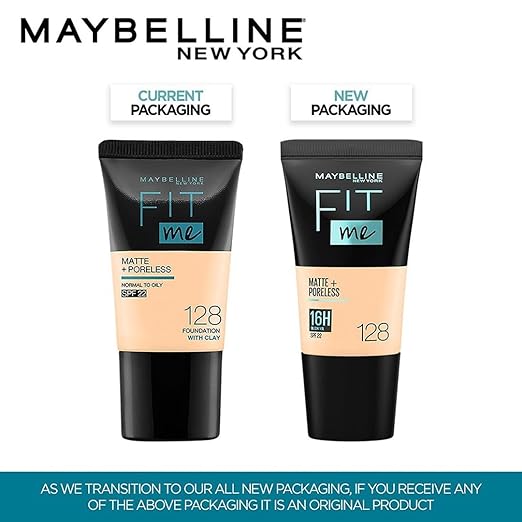 MAYBELLINE
NEW YORK
CURRENT
PACKAGING
NEW
PACKAGING
MAYBELLINE
NEW YORK
FIT
me
MATTE
+ PORELESS
NORMAL TO OILY
SPF 22
128
FOUNDATION
WITH CLAY
MAYBELLINE
NEW YORK
FIT
me
MATTE +
PORELESS
16H
SPF 22
128
AS WE TRANSITION TO OUR ALL NEW PACKAGING, IF YOU RECEIVE ANY
OF THE ABOVE PACKAGING IT IS AN ORIGINAL PRODUCT